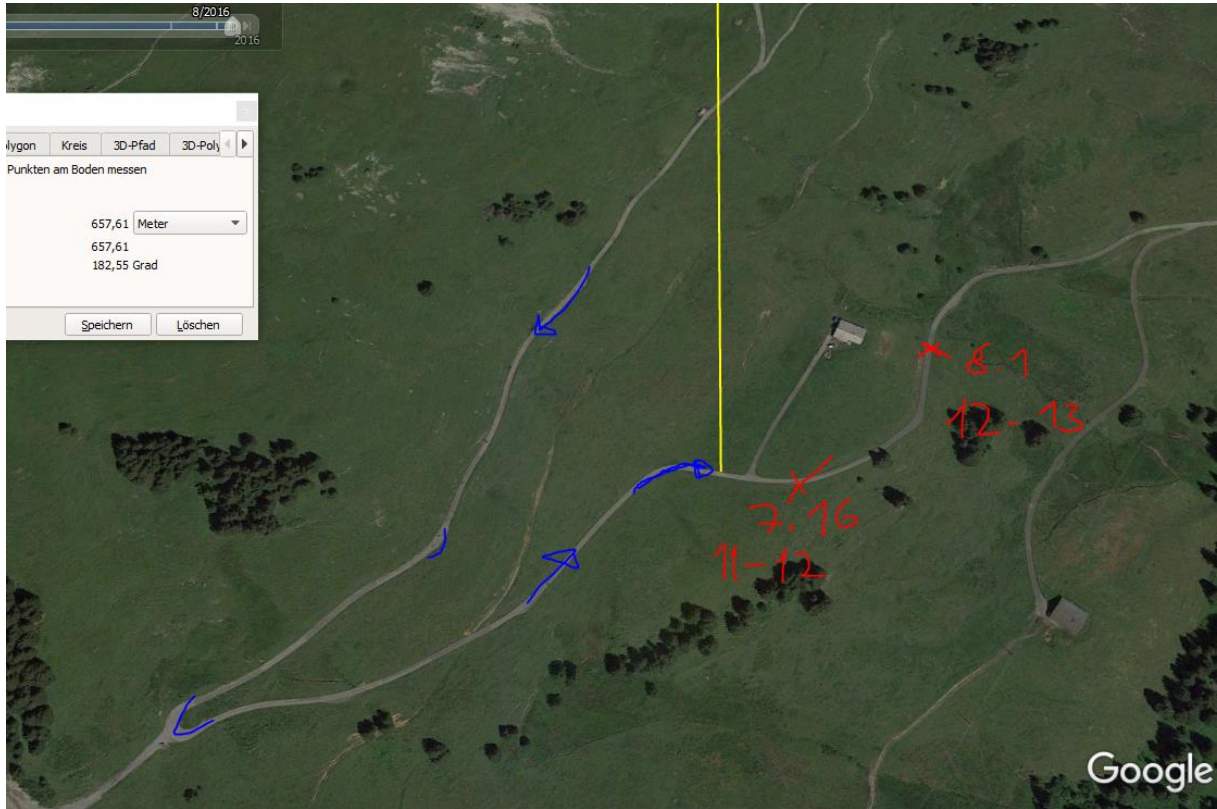 8/2016
2016
olygon Kreis 3D-Pfad 3D-Poly
Punkten am Boden messen
657,61 Meter
657,61
182,55 Grad
Speichern Löschen
8.1
12-13
7,16
11-12
Google